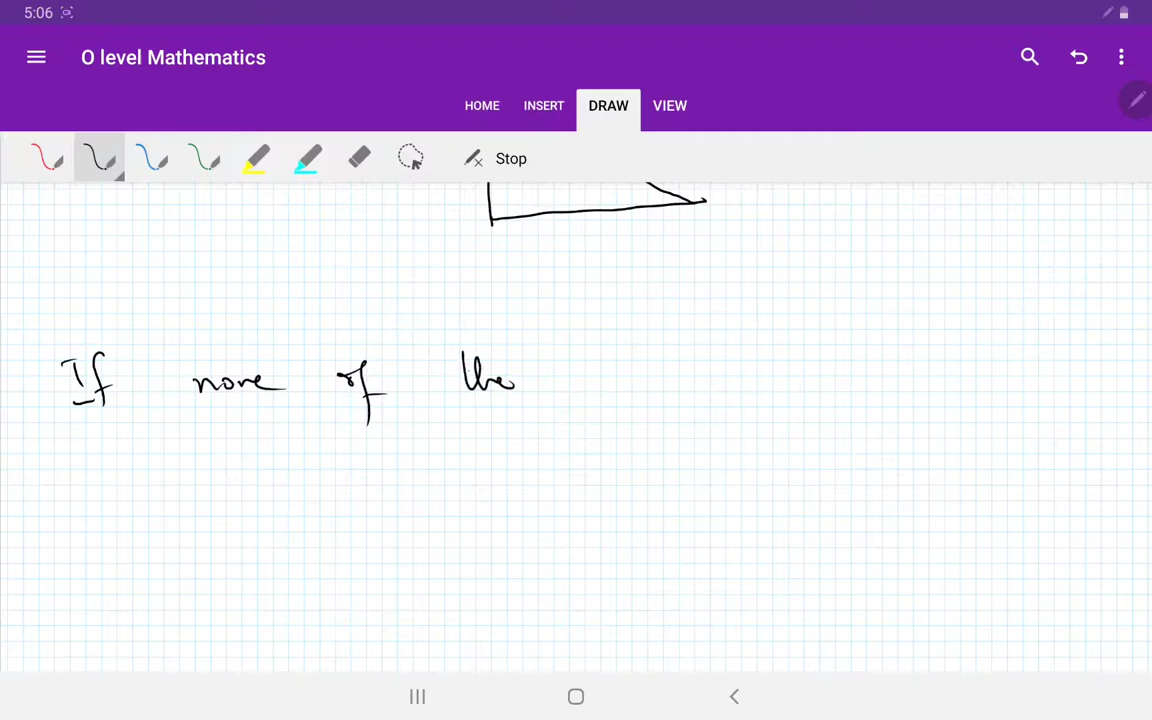 5:06
O level Mathematics
HOME INSERT DRAW VIEW
Stop
If none of the